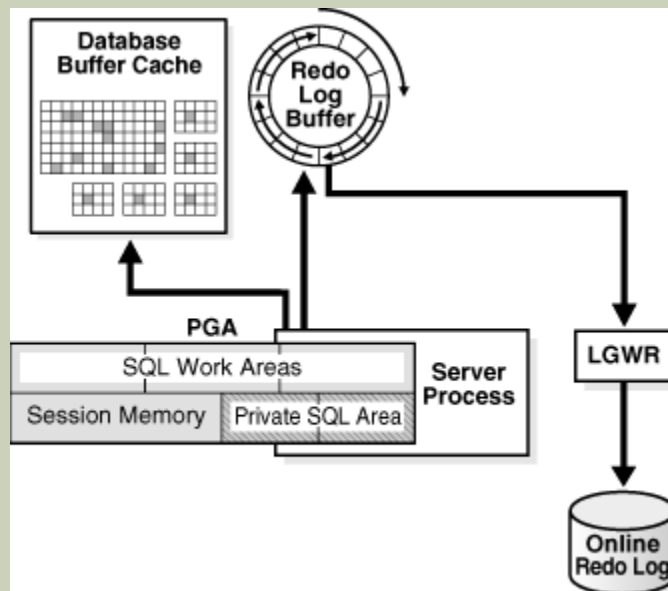 Database
Buffer Cache
Redo
Log
Buffer
PGA
SQL Work Areas
Server
Process
Session Memory
Private SQL Area
LGWR
Online
Redo Log